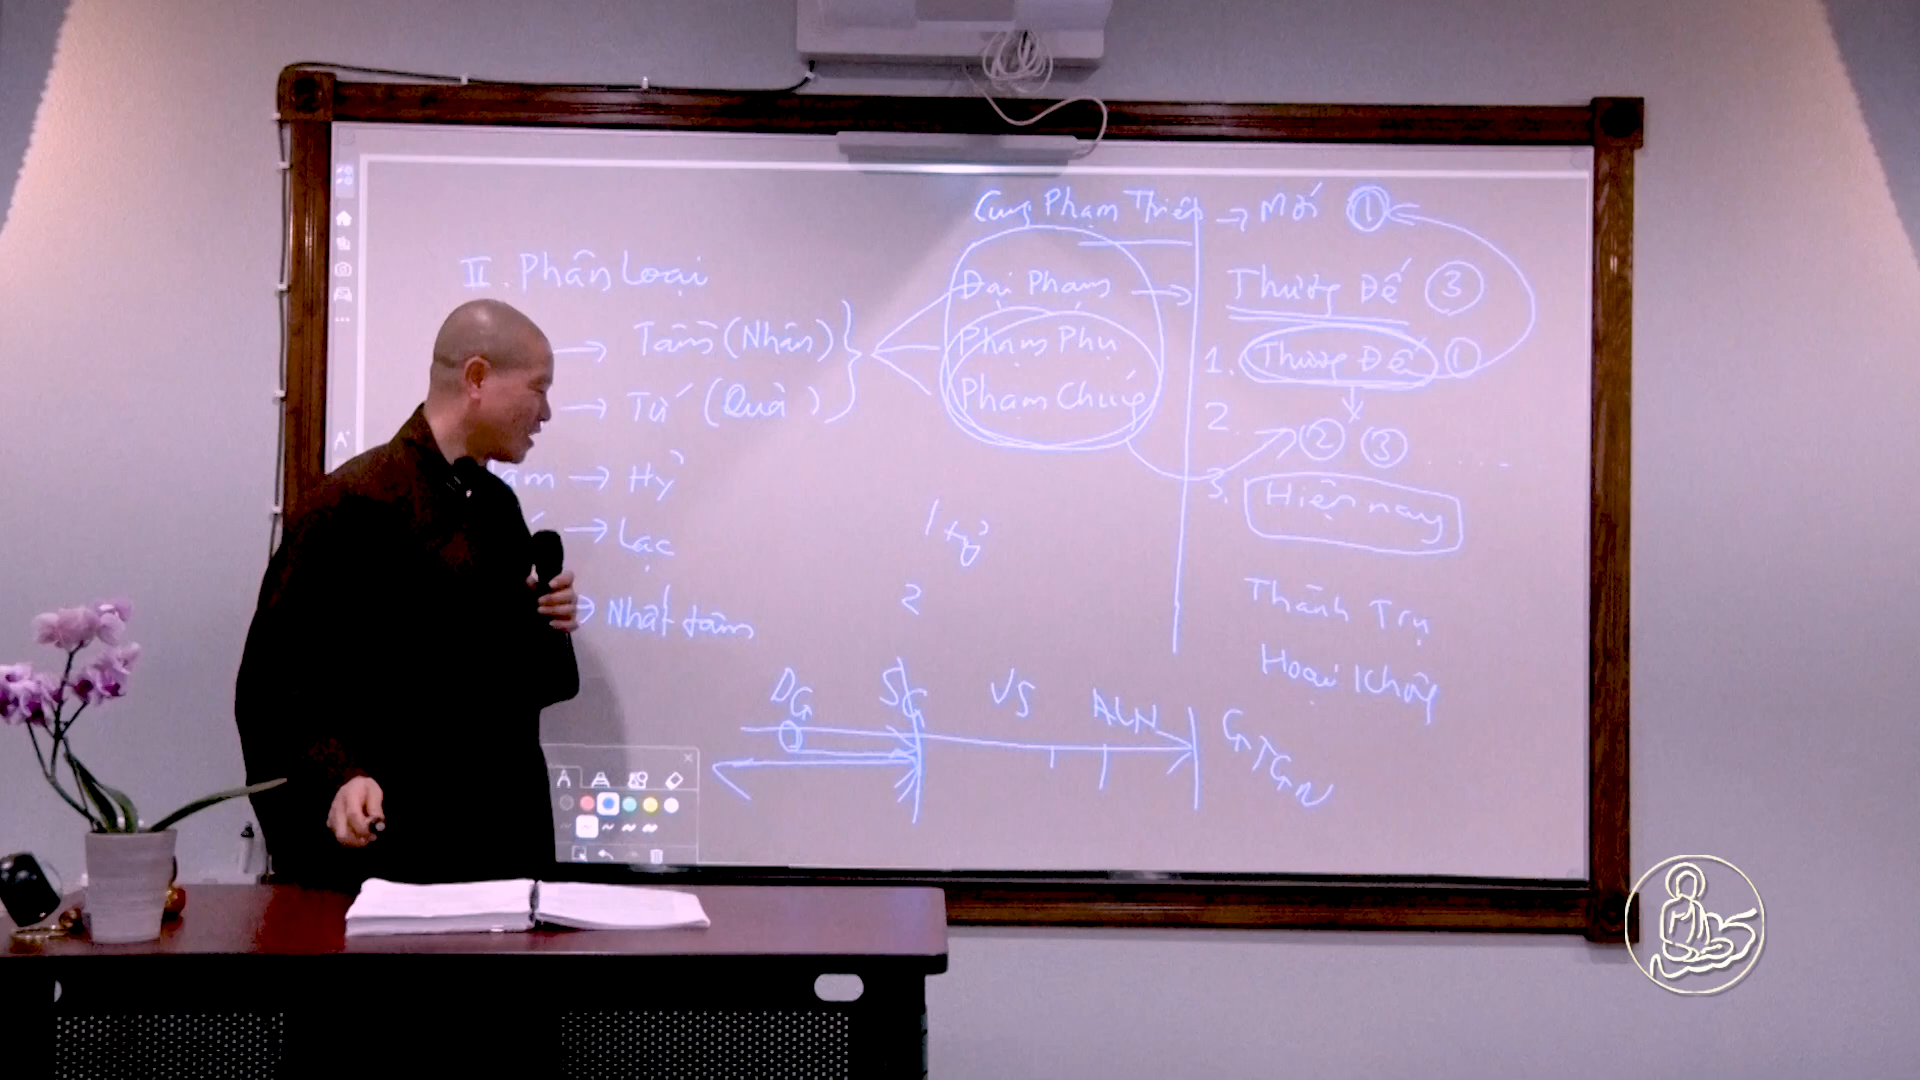 II. Phân Loại
→ Tầm (Nhân)
→ Tứ (Quả)
→ Hỷ
→ Lạc
→ Nhất tâm
Cung Phạm Thiên → Mới ①
Đại Phạm → Thượng Đế ③
Phạm Phụ
Phạm Chúng
1. Thượng Đế ①
2. ② ③ ......
3. Hiện nay
1 tỷ
2
Thành Trụ
Hoại Không
DG SG VS ALN